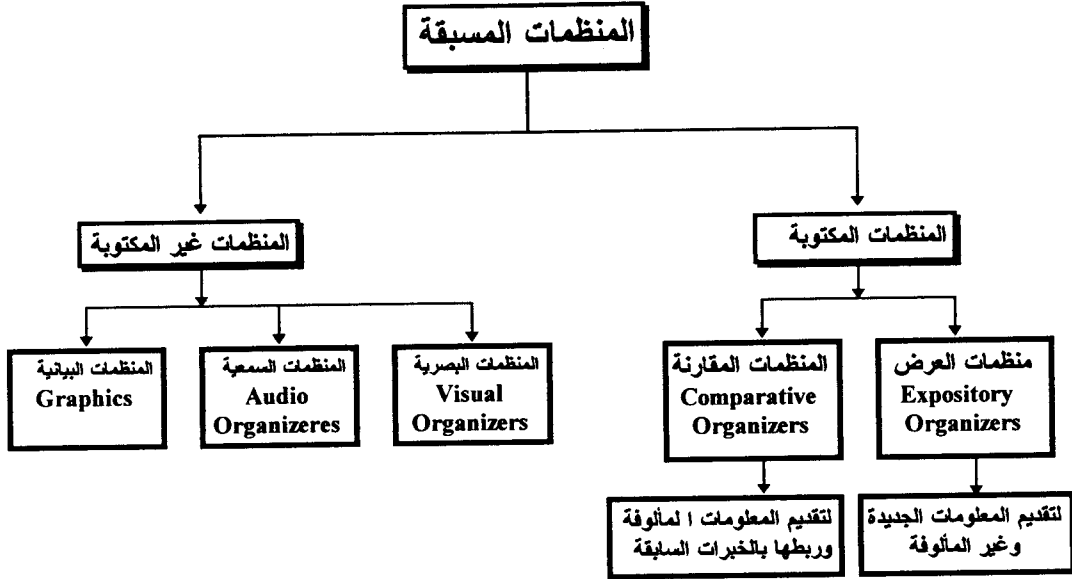 المنظمات المسبقة
المنظمات المكتوبة
المنظمات غير المكتوبة
منظمات العرض
Expository
Organizers
المنظمات المقارنة
Comparative
Organizers
المنظمات البصرية
Visual
Organizers
المنظمات السمعية
Audio
Organizeres
المنظمات البيانية
Graphics
لتقديم المعلومات الجديدة
وغير المألوفة
لتقديم المعلومات ا لمألوفة
وربطها بالخبرات السابقة